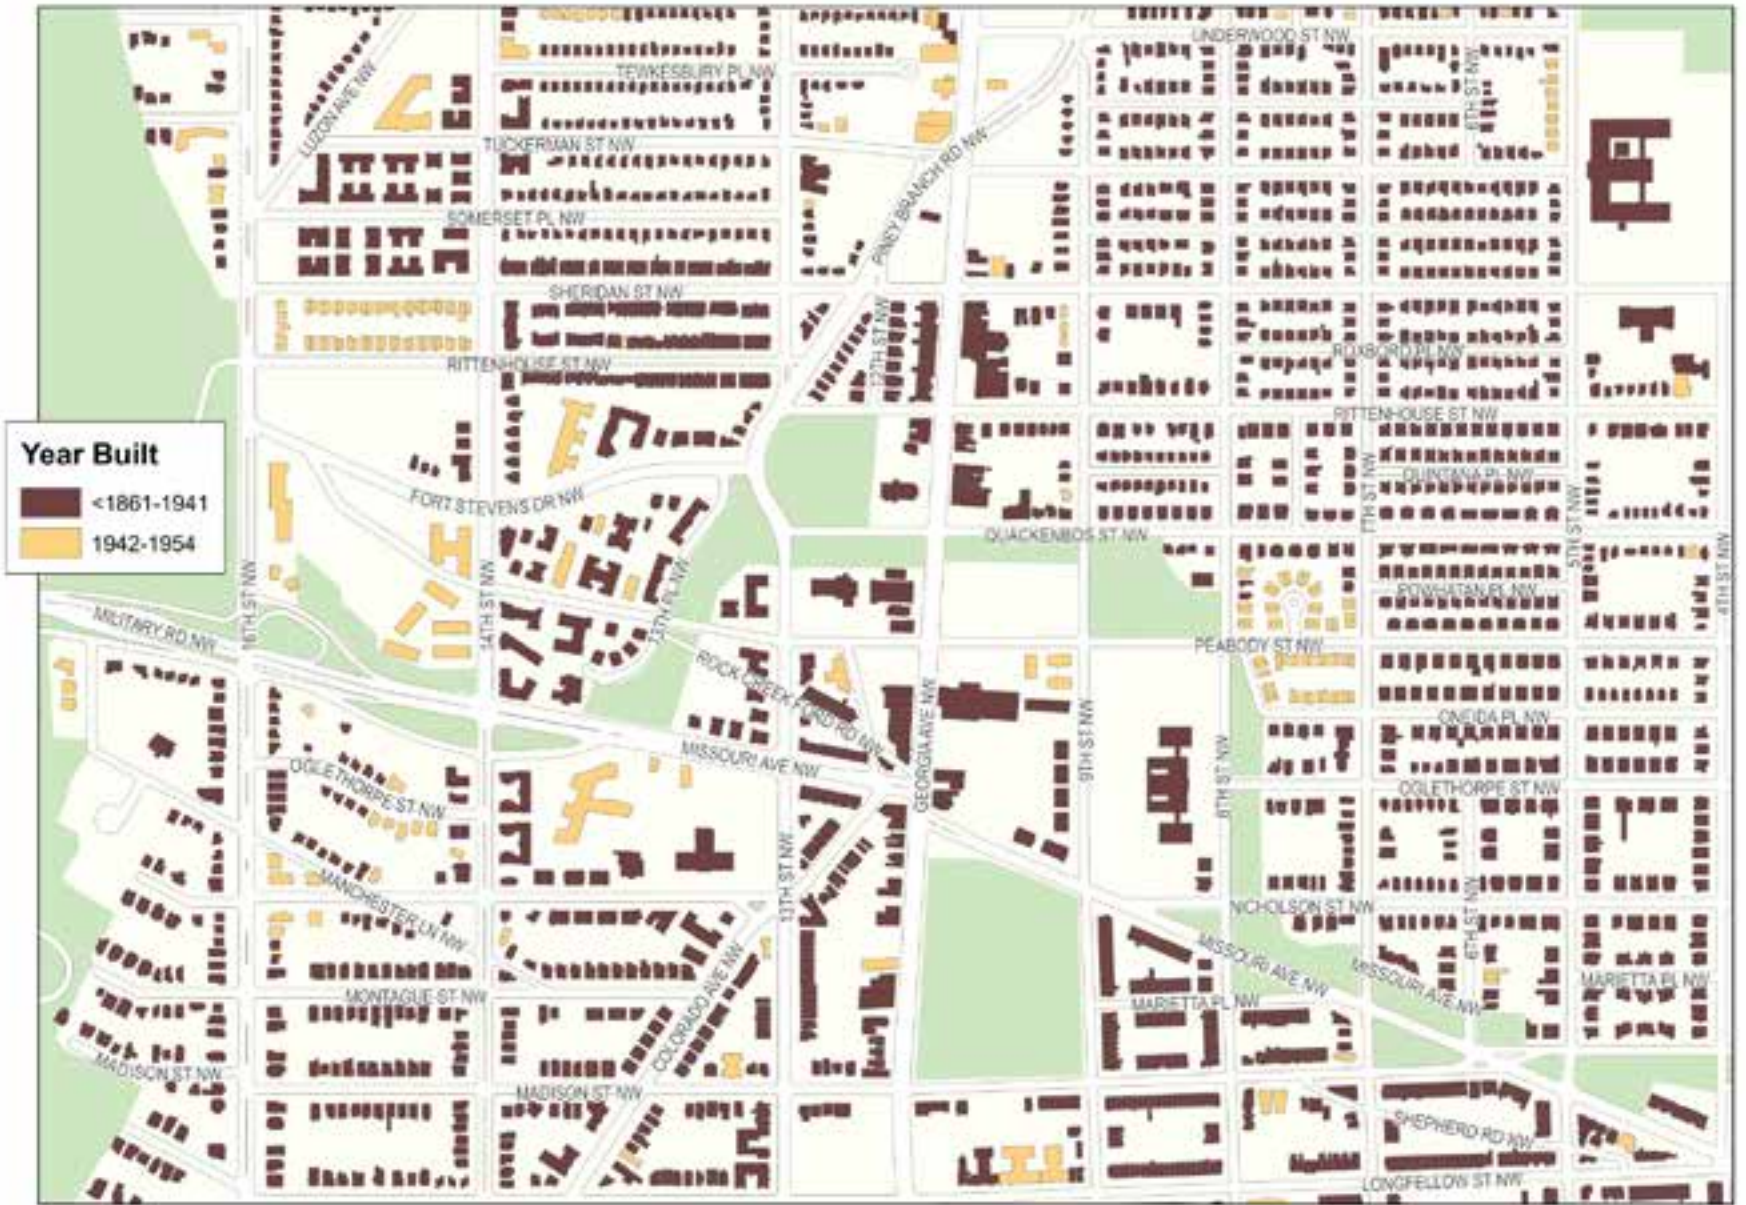 UNDERWOOD ST NW
TEWKESBURY PL NW
LUZON AVE NW
6TH ST NW
TUCKERMAN ST NW
PINEY BRANCH RD NW
SOMERSET PL NW
SHERIDAN ST NW
12TH ST NW
ROXBORO PL NW
RITTENHOUSE ST NW
RITTENHOUSE ST NW
Year Built
<1861-1941
1942-1954
FORT STEVENS DR NW
QUINTANA PL NW
7TH ST NW
5TH ST NW
QUACKENBOS ST NW
4TH ST NW
16TH ST NW
14TH ST NW
13TH PL NW
POWHATAN PL NW
MILITARY RD NW
PEABODY ST NW
ROCK CREEK FORD RD NW
ONEIDA PL NW
MISSOURI AVE NW
GEORGIA AVE NW
9TH ST NW
8TH ST NW
OGLETHORPE ST NW
OGLETHORPE ST NW
13TH ST NW
MANCHESTER LN NW
NICHOLSON ST NW
6TH ST NW
MISSOURI AVE NW
MISSOURI AVE NW
MARIETTA PL NW
MONTAGUE ST NW
COLORADO AVE NW
MARIETTA PL NW
MADISON ST NW
MADISON ST NW
SHEPHERD RD NW
LONGFELLOW ST NW